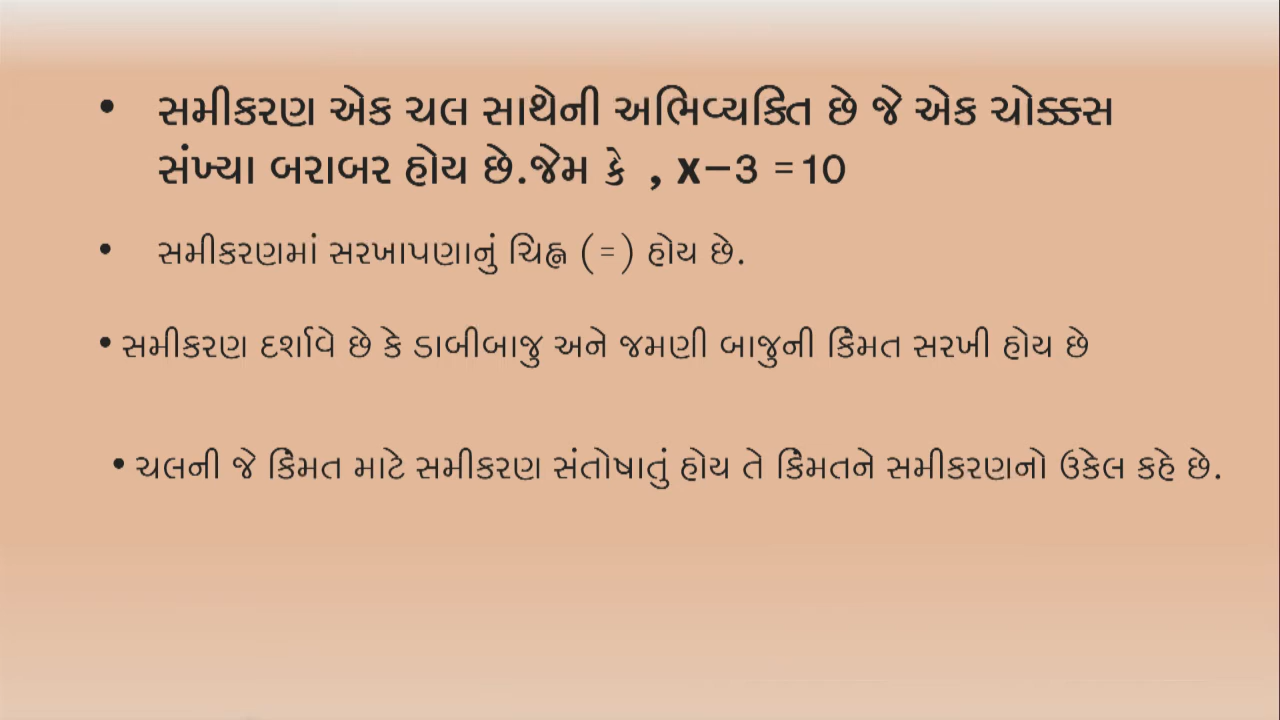 • સમીકરણ એક ચલ સાથેની અભિવ્યક્તિ છે જે એક ચોક્ક્સ
સંખ્યા બરાબર હોય છે.જેમ કે , x−3 =10
• સમીકરણમાં સરખાપણાનું ચિહ્ન (=) હોય છે.
• સમીકરણ દર્શાવે છે કે ડાબીબાજુ અને જમણી બાજુની કિંમત સરખી હોય છે
• ચલની જે કિંમત માટે સમીકરણ સંતોષાતું હોય તે કિંમતને સમીકરણનો ઉકેલ કહે છે.